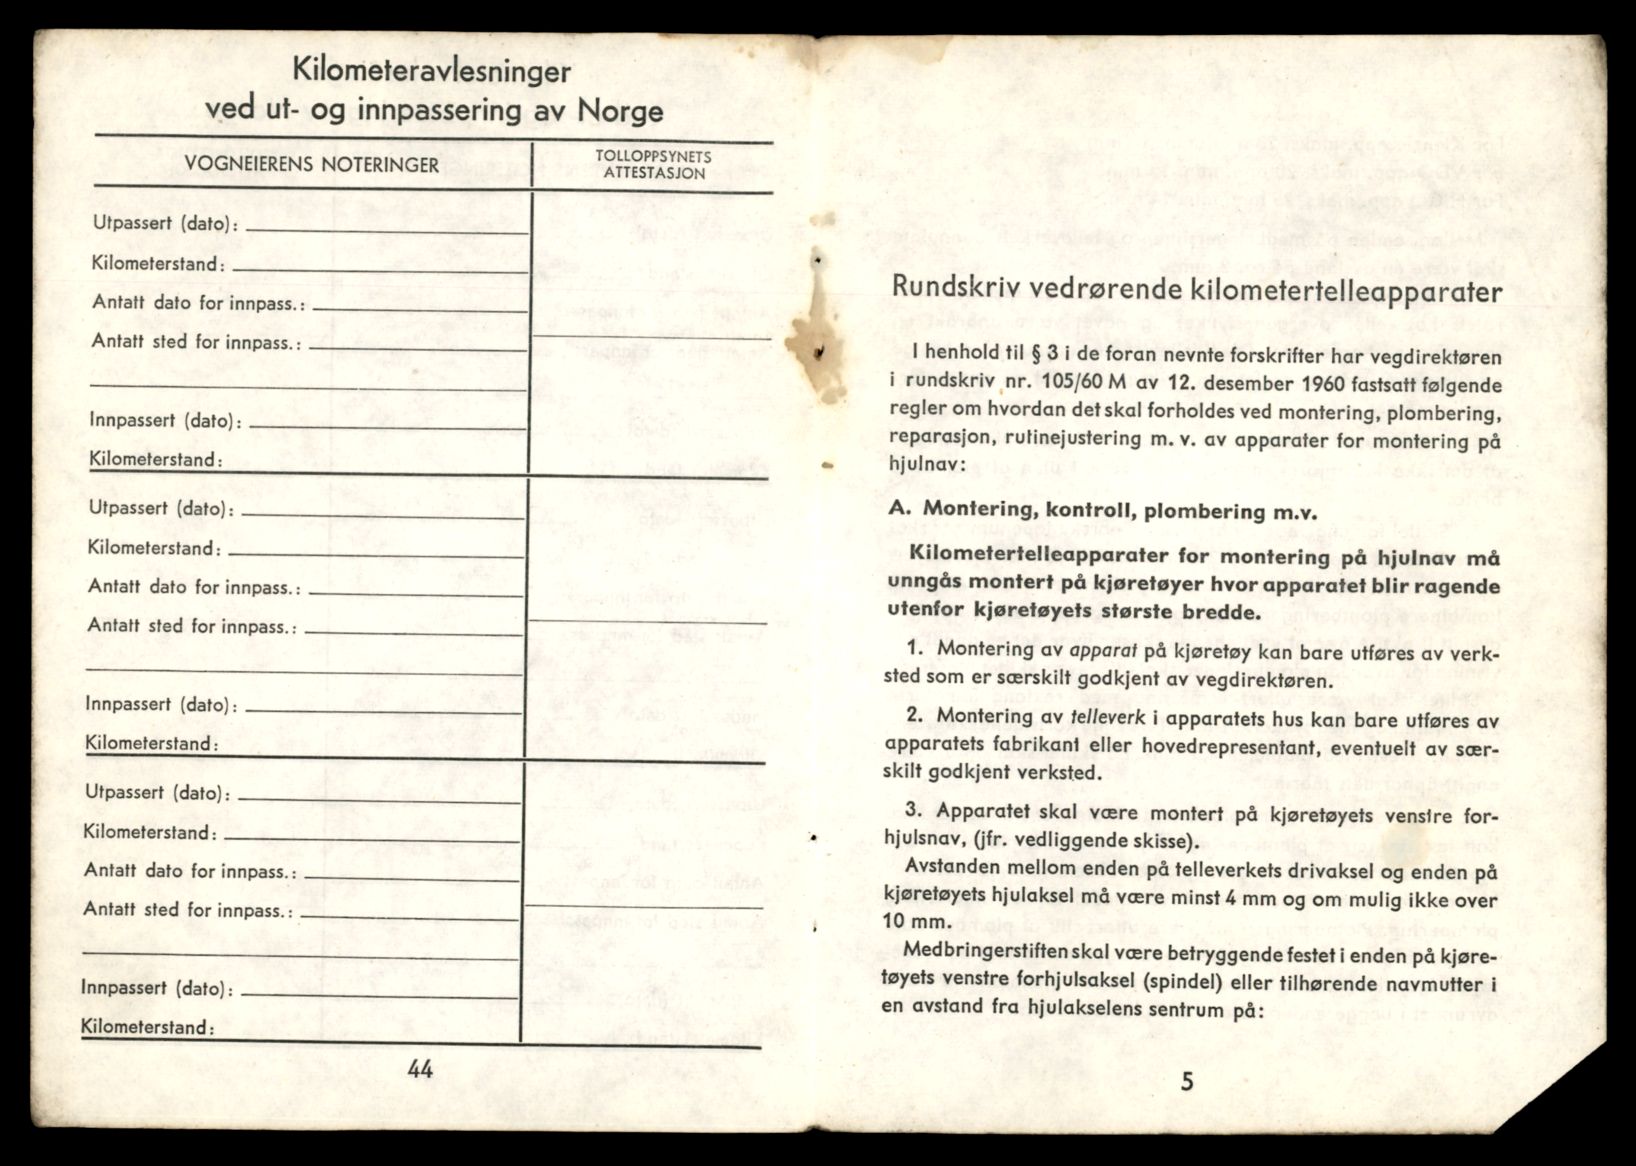 Kilometeravlesninger
ved ut- og innpassering av Norge
VOGNEIERENS NOTERINGER
TOLLOPPSYNETS
ATTESTASJON
Utpassert (dato):
Kilometerstand:
Antatt dato for innpass.:
Antatt sted for innpass.:
Innpassert (dato):
Kilometerstand:
Utpassert (dato):
Kilometerstand:
Antatt dato for innpass.:
Antatt sted for innpass.:
Innpassert (dato):
Kilometerstand:
Utpassert (dato):
Kilometerstand:
Antatt dato for innpass.:
Antatt sted for innpass.:
Innpassert (dato):
Kilometerstand:
44
Rundskriv vedrørende kilometertelleapparater
I henhold til § 3 i de foran nevnte forskrifter har vegdirektøren
i rundskriv nr. 105/60 M av 12. desember 1960 fastsatt følgende
regler om hvordan det skal forholdes ved montering, plombering,
reparasjon, rutinejustering m. v. av apparater for montering på
hjulnav:
A. Montering, kontroll, plombering m.v.
Kilometertelleapparater for montering på hjulnav må
unngås montert på kjøretøyer hvor apparatet blir ragende
utenfor kjøretøyets største bredde.
1. Montering av apparat på kjøretøy kan bare utføres av verk-
sted som er særskilt godkjent av vegdirektøren.
2. Montering av telleverk i apparatets hus kan bare utføres av
apparatets fabrikant eller hovedrepresentant, eventuelt av sær-
skilt godkjent verksted.
3. Apparatet skal være montert på kjøretøyets venstre for-
hjulsnav, (jfr. vedliggende skisse).
Avstanden mellom enden på telleverkets drivaksel og enden på
kjøretøyets hjulaksel må være minst 4 mm og om mulig ikke over
10 mm.
Medbringerstiften skal være betryggende festet i enden på kjøre-
tøyets venstre forhjulsaksel (spindel) eller tilhørende navmutter i
en avstand fra hjulakselens sentrum på:
5